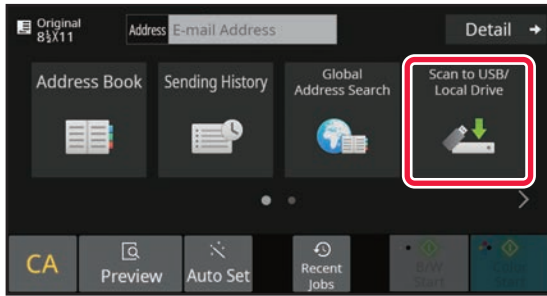 Original
8½X11
Address
E-mail Address
Detail
Address Book
Sending History
Global
Address Search
Scan to USB/
Local Drive
CA
Preview
Auto Set
Recent
Jobs
B/W
Start
Color
Start